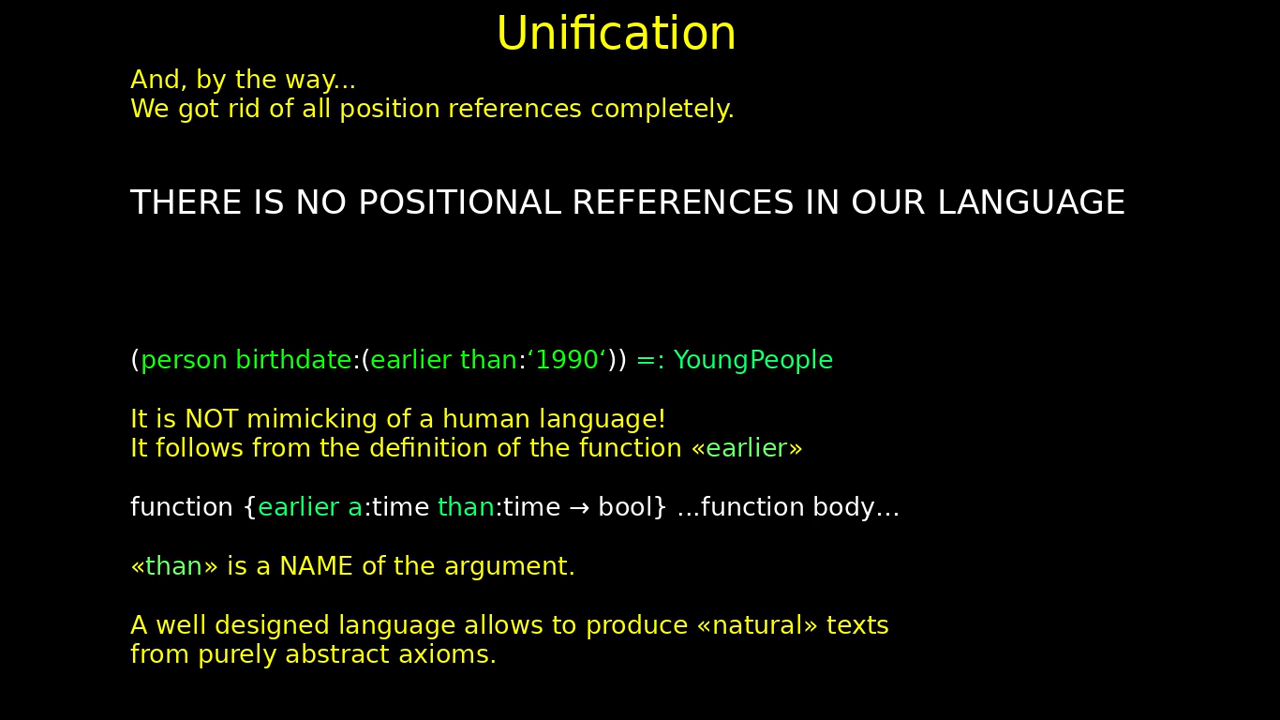 Unification
And, by the way...
We got rid of all position references completely.
THERE IS NO POSITIONAL REFERENCES IN OUR LANGUAGE
(person birthdate:(earlier than:‘1990‘)) =: YoungPeople
It is NOT mimicking of a human language!
It follows from the definition of the function «earlier»
function {earlier a:time than:time → bool} ...function body...
«than» is a NAME of the argument.
A well designed language allows to produce «natural» texts
from purely abstract axioms.